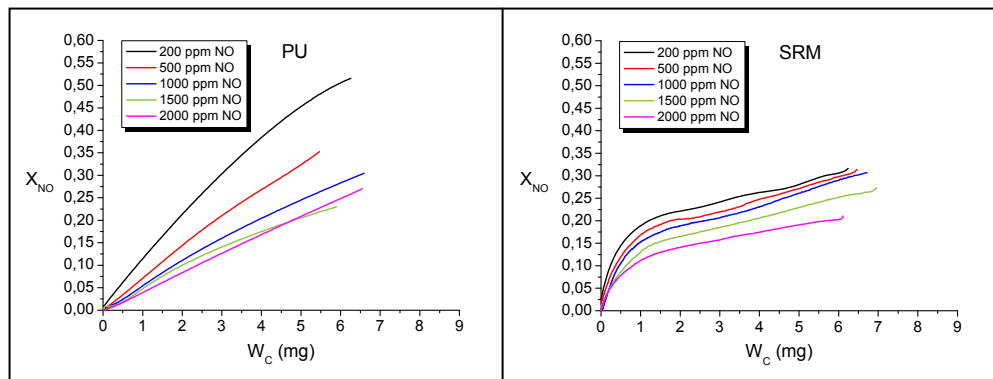 PU
0,60
0,55
0,50
0,45
0,40
0,35
0,30
0,25
0,20
0,15
0,10
0,05
0,00
X_NO
200 ppm NO
500 ppm NO
1000 ppm NO
1500 ppm NO
2000 ppm NO
0 1 2 3 4 5 6 7 8 9
W_C (mg)
SRM
0,60
0,55
0,50
0,45
0,40
0,35
0,30
0,25
0,20
0,15
0,10
0,05
0,00
X_NO
200 ppm NO
500 ppm NO
1000 ppm NO
1500 ppm NO
2000 ppm NO
0 1 2 3 4 5 6 7 8 9
W_C (mg)